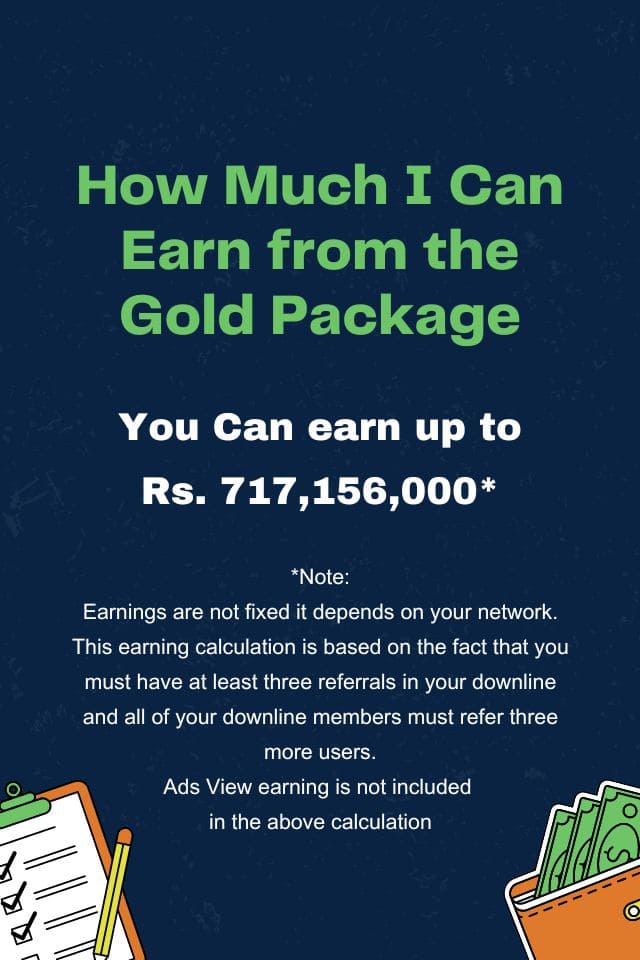 How Much I Can
Earn from the
Gold Package
You Can earn up to
Rs. 717,156,000*
*Note:
Earnings are not fixed it depends on your network.
This earning calculation is based on the fact that you
must have at least three referrals in your downline
and all of your downline members must refer three
more users.
Ads View earning is not included
in the above calculation